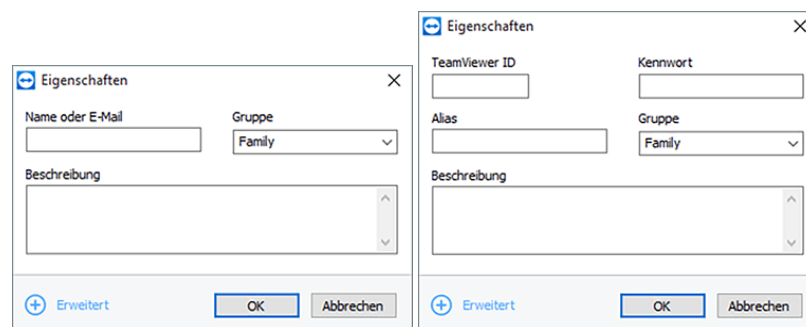 Eigenschaften
Name oder E-Mail
Gruppe
Family
Beschreibung
Erweitert
OK
Abbrechen
Eigenschaften
TeamViewer ID
Kennwort
Alias
Gruppe
Family
Beschreibung
Erweitert
OK
Abbrechen